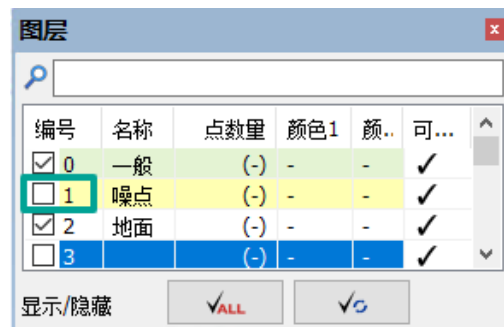 图层
编号 名称 点数量 颜色1 颜.. 可...
0 一般 (-) - -
1 噪点 (-) - -
2 地面 (-) - -
3 (-) - -
显示/隐藏 ALL